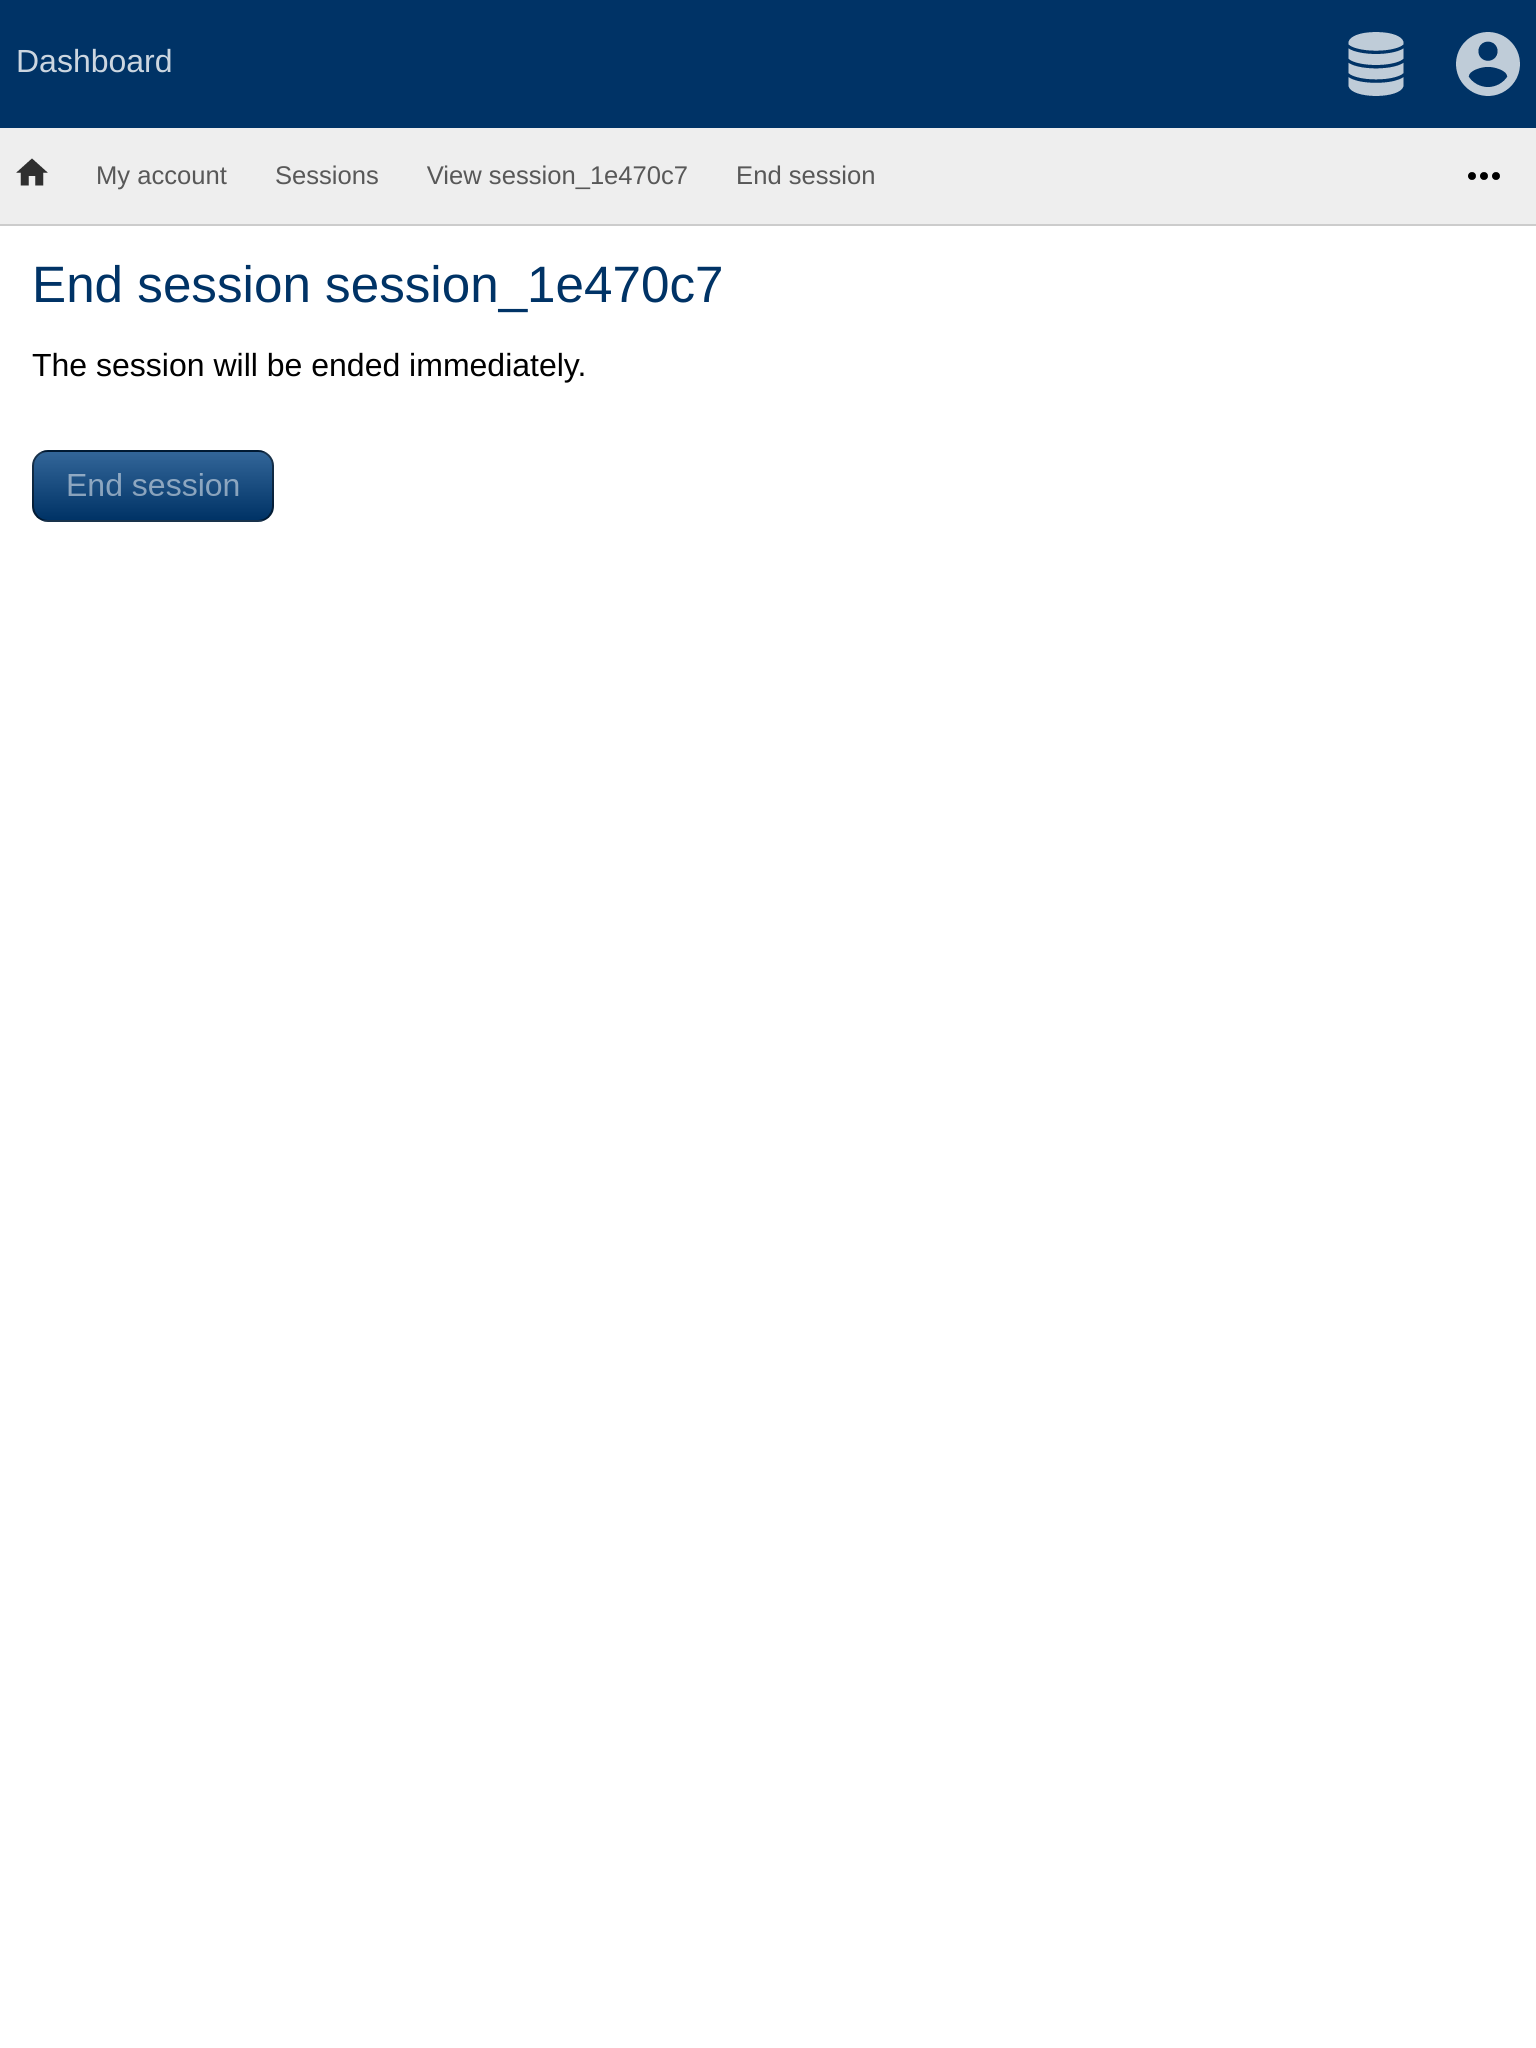 Dashboard
My account Sessions View session_1e470c7 End session
End session session_1e470c7
The session will be ended immediately.
End session